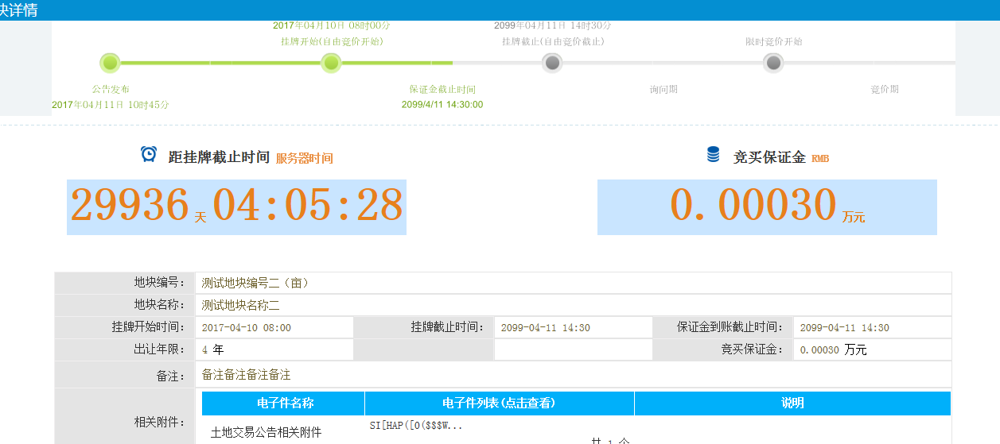 块详情
2017年04月10日 08时00分 2099年04月11日 14时30分
挂牌开始(自由竞价开始) 挂牌截止(自由竞价截止) 限时竞价开始
公告发布 保证金截止时间 询问期 竞价期
2017年04月11日 10时45分 2099/4/11 14:30:00
距挂牌截止时间 服务器时间 竞买保证金 RMB
29936 天 04:05:28 0.00030 万元
地块编号： 测试地块编号二（亩）
地块名称： 测试地块名称二
挂牌开始时间： 2017-04-10 08:00 挂牌截止时间： 2099-04-11 14:30 保证金到账截止时间： 2099-04-11 14:30
出让年限： 4 年 竞买保证金： 0.00030 万元
备注： 备注备注备注备注
电子件名称 电子件列表(点击查看) 说明
相关附件： 土地交易公告相关附件 SI[HAP([0($$$W...
共 1 个